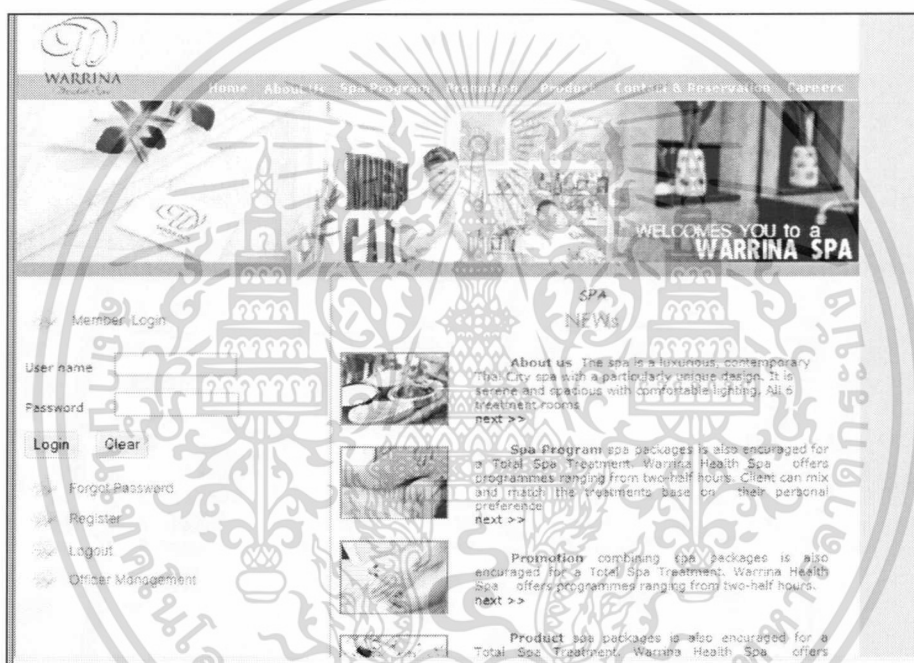 WARRINA
Home About Us Spa Program Promotion Product Contact & Reservation Careers
WELCOMES YOU to a
WARRINA SPA
Member Login
User name
Password
Login Clear
Forgot Password
Register
Logout
Officer Management
SPA
NEWs
About us The spa is a luxurious, contemporary
Thai City spa with a particularly unique design. It is
serene and spacious with comfortable lighting. All 6
treatment rooms
next >>
Spa Program spa packages is also encuraged for
a Total Spa Treatment. Warrina Health Spa offers
programmes ranging from two-half hours. Client can mix
and match the treatments base on their personal
preference
next >>
Promotion combining spa packages is also
encuraged for a Total Spa Treatment. Warrina Health
Spa offers programmes ranging from two-half hours.
next >>
Product spa packages is also encuraged for a
Total Spa Treatment. Warrina Health Spa offers